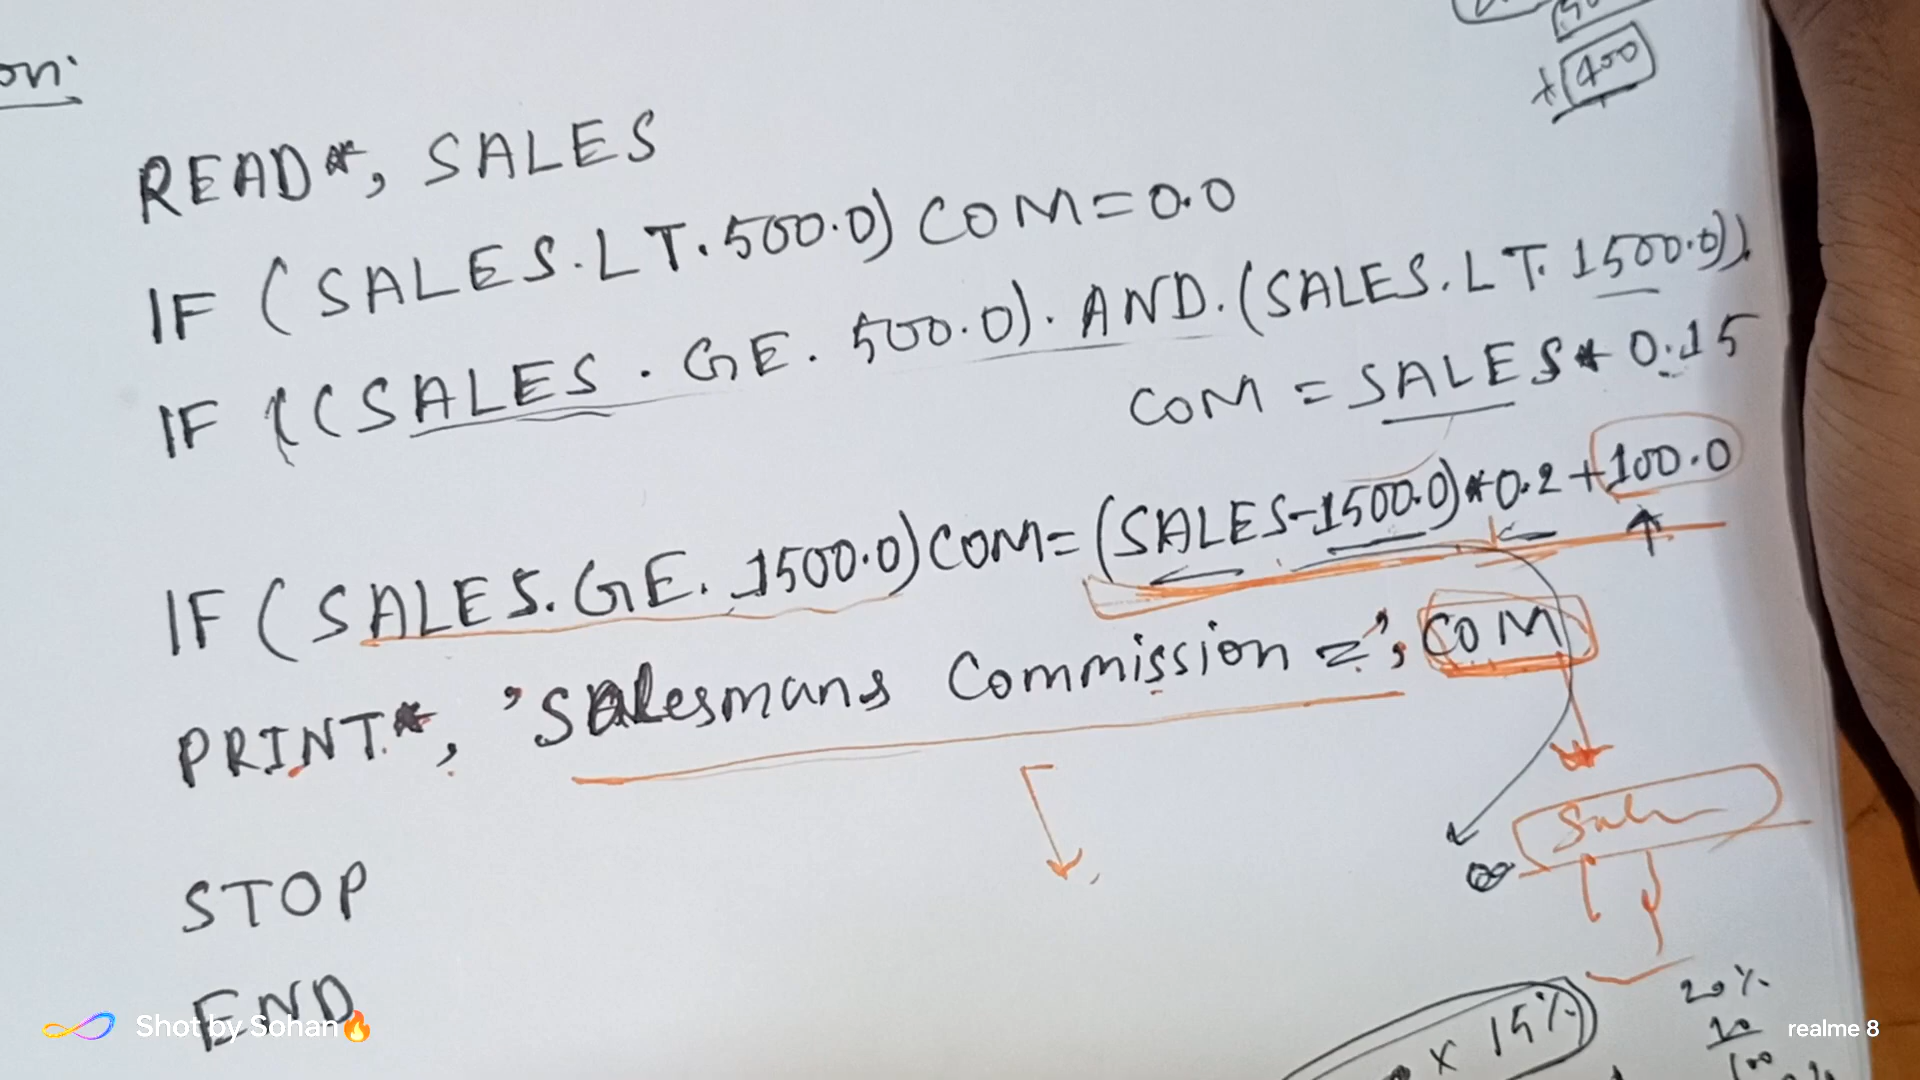 on:
+ 400
READ*, SALES
IF (SALES.LT.500.0) COM=0.0
IF ((SALES.GE.500.0).AND.(SALES.LT.1500.0))
COM = SALES*0.15
IF (SALES.GE.1500.0) COM=(SALES-1500.0)*0.2+100.0
PRINT*, 'Salesmans Commission =', COM
STOP
END
x 15%
20%
Shot by Sohan🔥
realme 8